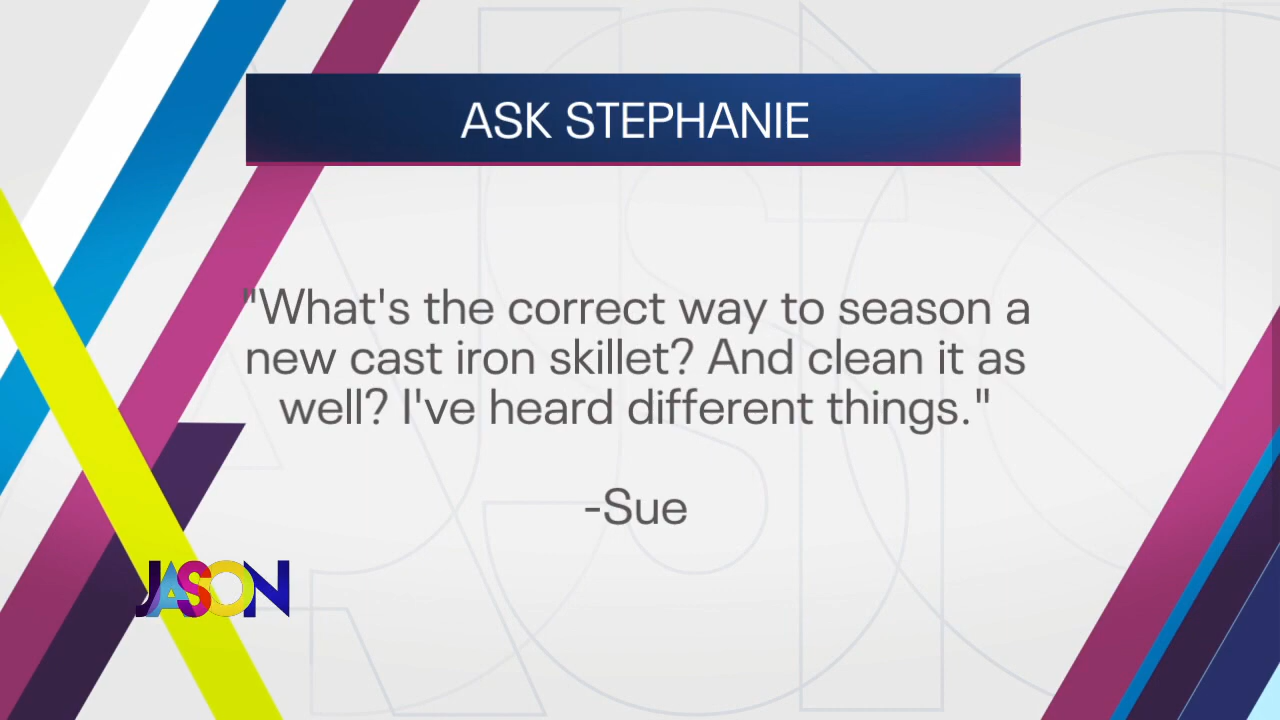 ASK STEPHANIE
"What's the correct way to season a
new cast iron skillet? And clean it as
well? I've heard different things."
-Sue
JASON